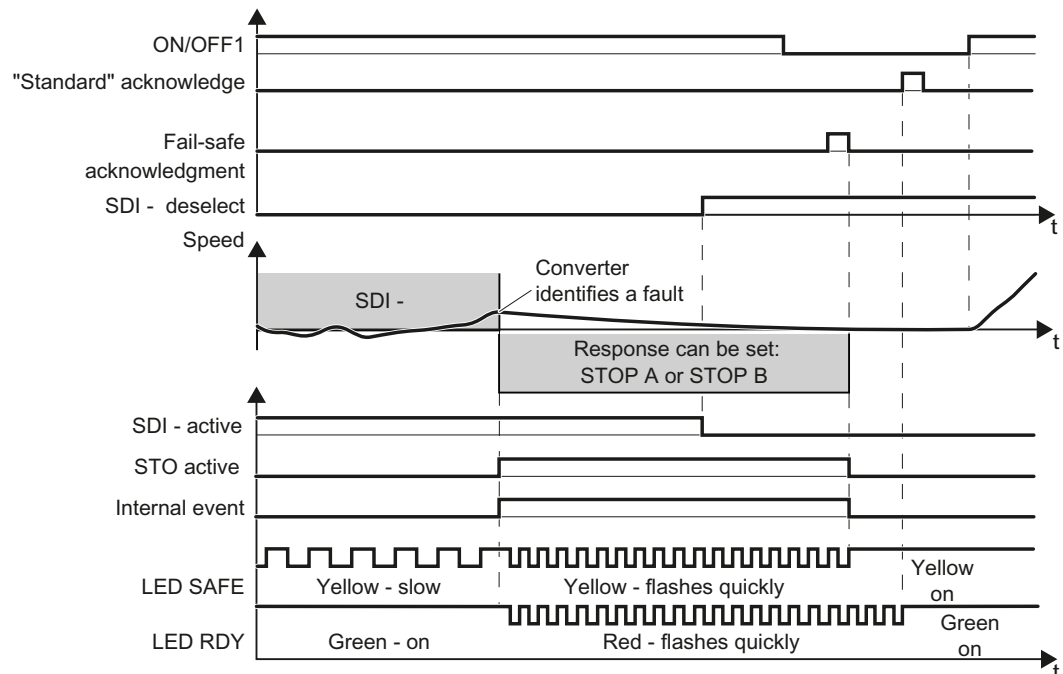 ON/OFF1
"Standard" acknowledge
Fail-safe
acknowledgment
SDI - deselect
t
Speed
SDI -
Converter
identifies a fault
t
Response can be set:
STOP A or STOP B
SDI - active
STO active
Internal event
LED SAFE
Yellow - slow
Yellow - flashes quickly
Yellow
on
LED RDY
Green - on
Red - flashes quickly
Green
on
t